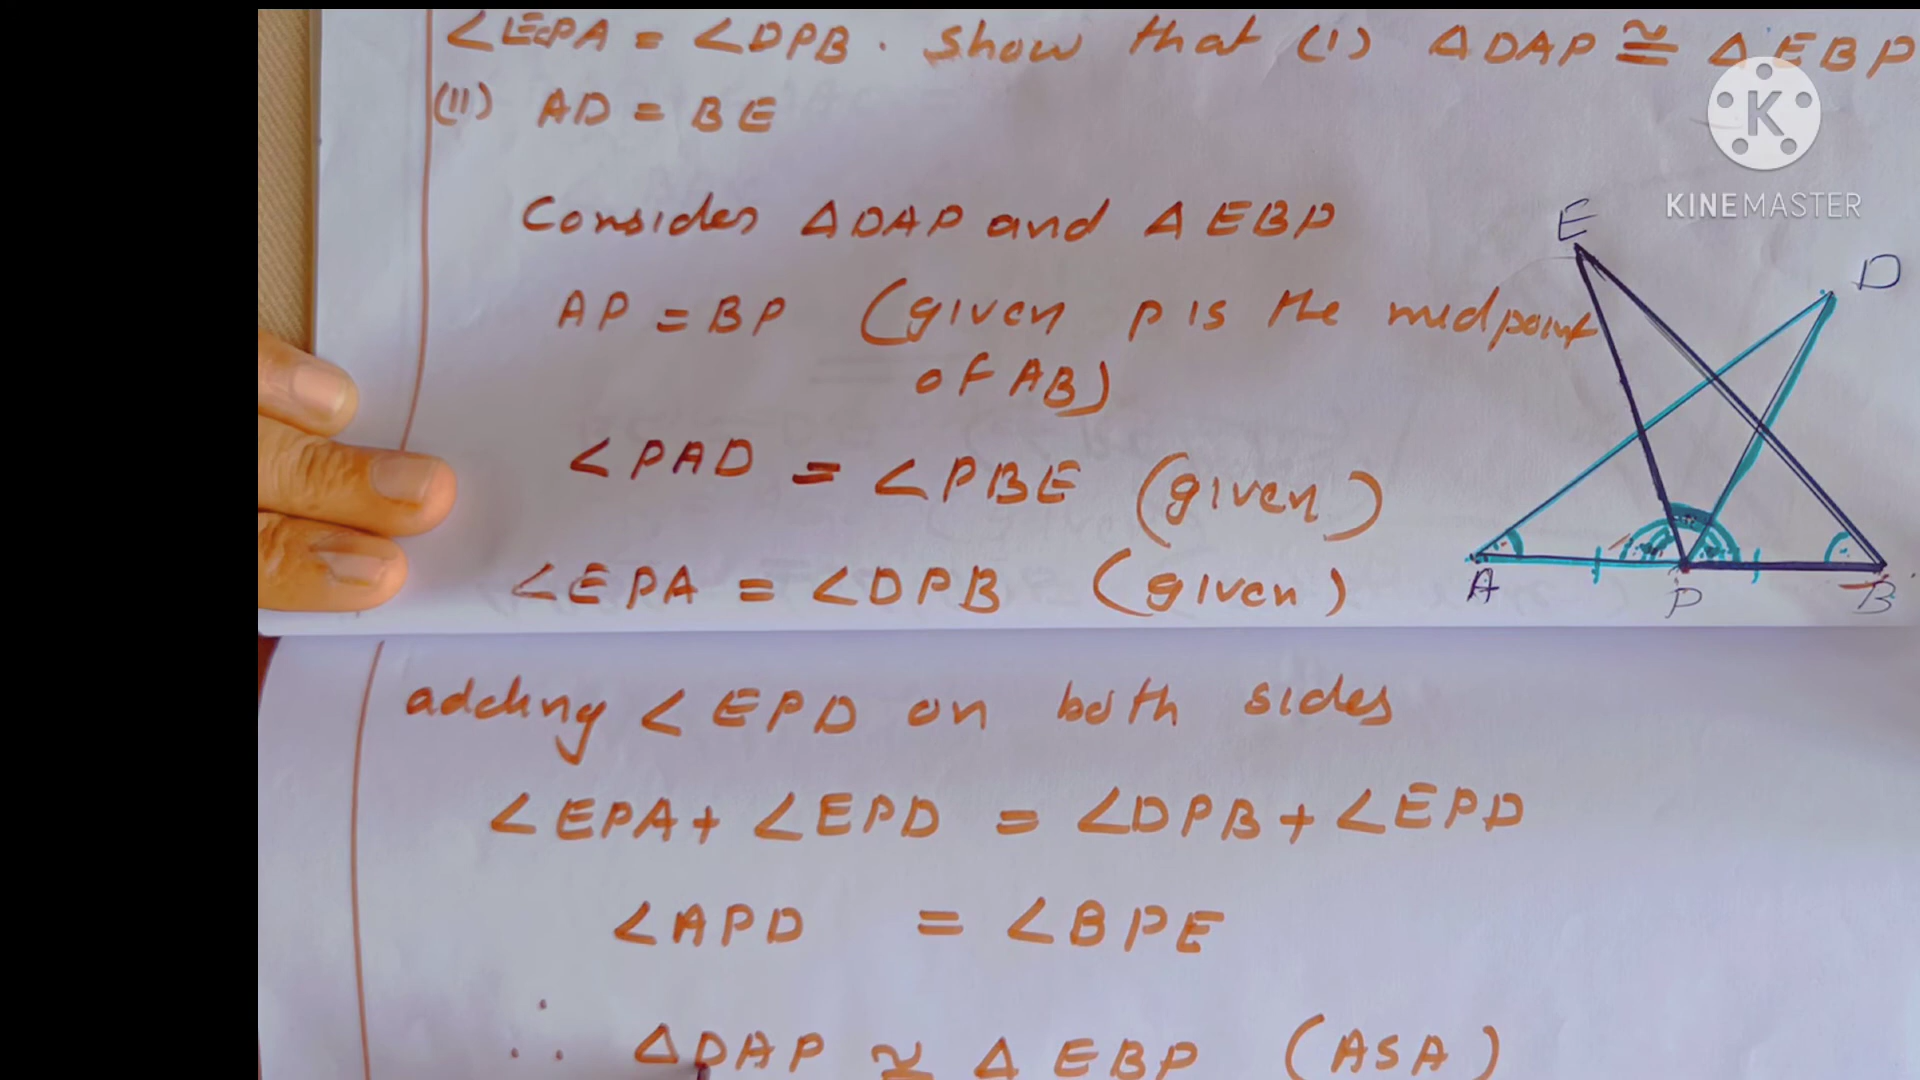 ∠EPA = ∠DPB. Show that (i) ΔDAP ≅ ΔEBP
(ii) AD = BE
K
KINEMASTER
Consider ΔDAP and ΔEBP
AP = BP (given P is the midpoint
of AB)
∠PAD = ∠PBE (given)
∠EPA = ∠DPB (given)
E
D
A
P
B
adding ∠EPD on both sides
∠EPA + ∠EPD = ∠DPB + ∠EPD
∠APD = ∠BPE
∴ ΔDAP ≅ ΔEBP (ASA)